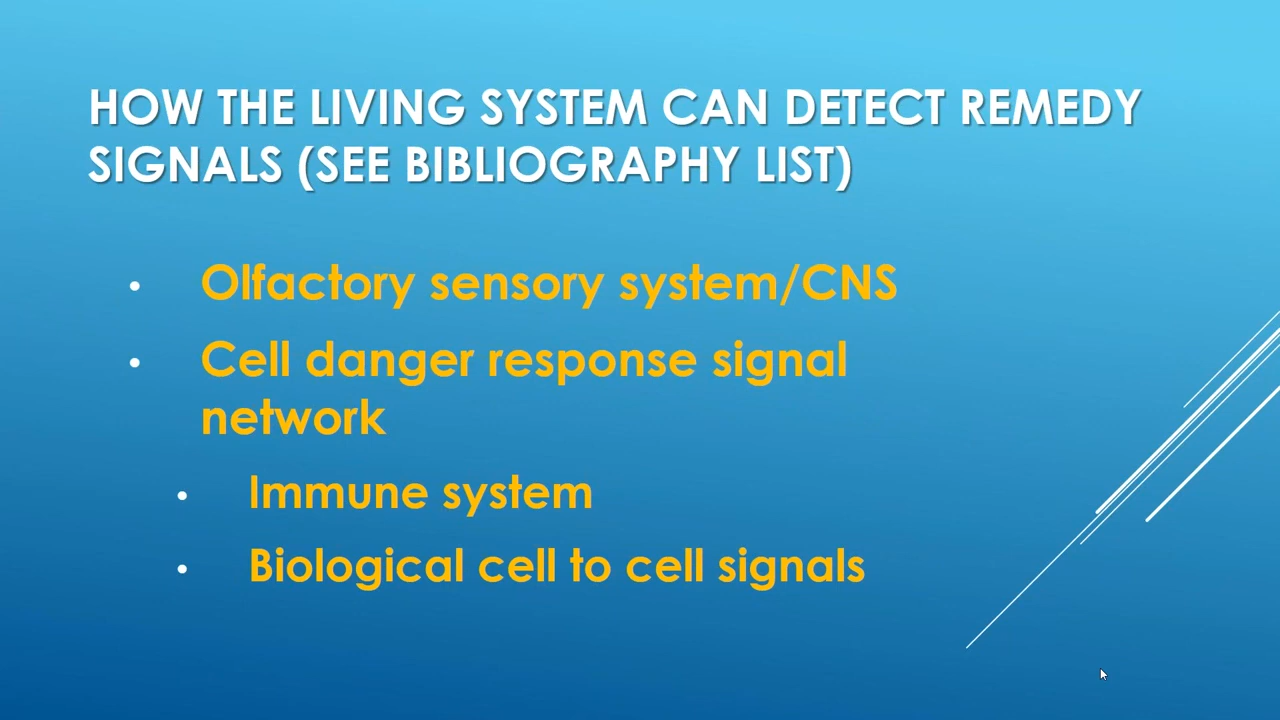 HOW THE LIVING SYSTEM CAN DETECT REMEDY
SIGNALS (SEE BIBLIOGRAPHY LIST)
• Olfactory sensory system/CNS
• Cell danger response signal
network
• Immune system
• Biological cell to cell signals